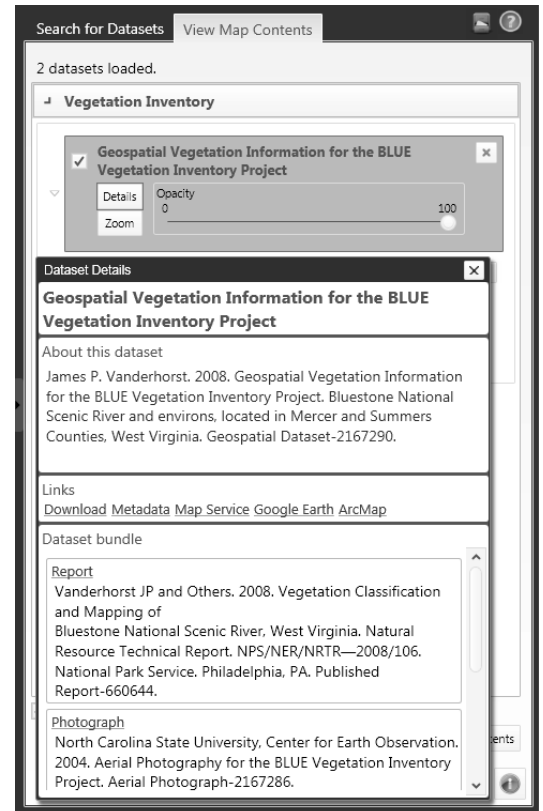 Search for Datasets View Map Contents
2 datasets loaded.
Vegetation Inventory
Geospatial Vegetation Information for the BLUE
Vegetation Inventory Project
Details
Opacity
0 100
Zoom
Dataset Details
Geospatial Vegetation Information for the BLUE
Vegetation Inventory Project
About this dataset
James P. Vanderhorst. 2008. Geospatial Vegetation Information
for the BLUE Vegetation Inventory Project. Bluestone National
Scenic River and environs, located in Mercer and Summers
Counties, West Virginia. Geospatial Dataset-2167290.
Links
Download Metadata Map Service Google Earth ArcMap
Dataset bundle
Report
Vanderhorst JP and Others. 2008. Vegetation Classification
and Mapping of
Bluestone National Scenic River, West Virginia. Natural
Resource Technical Report. NPS/NER/NRTR—2008/106.
National Park Service. Philadelphia, PA. Published
Report-660644.
Photograph
North Carolina State University, Center for Earth Observation.
2004. Aerial Photography for the BLUE Vegetation Inventory
Project. Aerial Photograph-2167286.